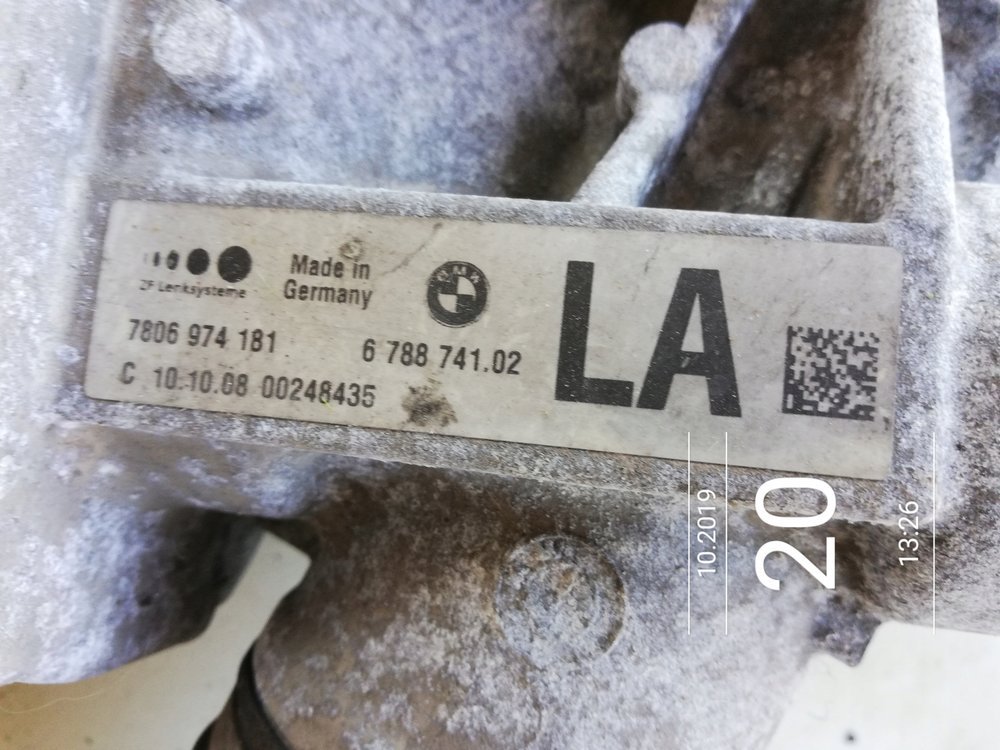 ZF Lenksysteme
Made in
Germany
BMW
7806 974 181
6 788 741.02
C 10.10.08 00248435
LA
10.2019
20
13:26